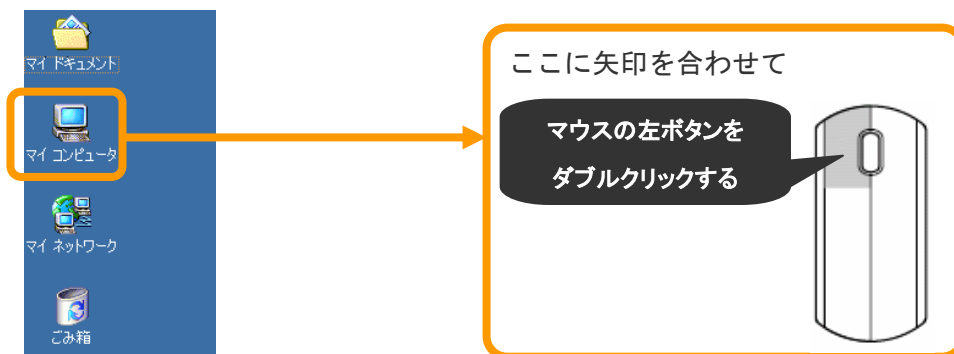 マイ ドキュメント
マイ コンピュータ
マイ ネットワーク
ごみ箱
ここに矢印を合わせて
マウスの左ボタンを
ダブルクリックする